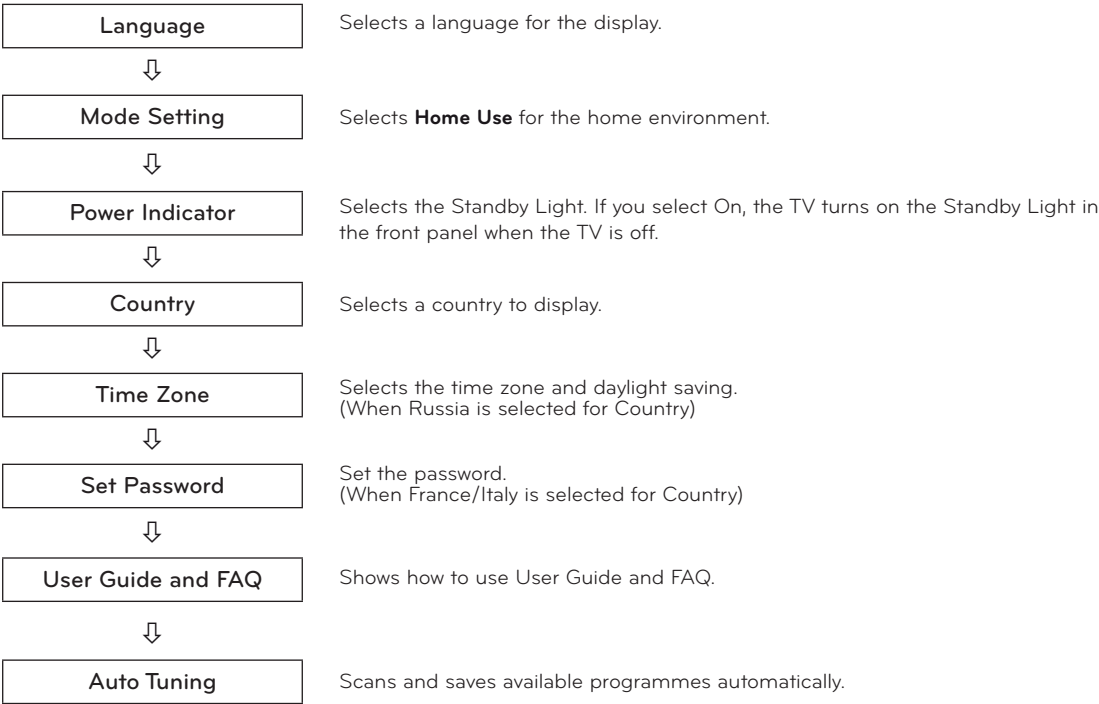 Language
Selects a language for the display.
Mode Setting
Selects Home Use for the home environment.
Power Indicator
Selects the Standby Light. If you select On, the TV turns on the Standby Light in
the front panel when the TV is off.
Country
Selects a country to display.
Time Zone
Selects the time zone and daylight saving.
(When Russia is selected for Country)
Set Password
Set the password.
(When France/Italy is selected for Country)
User Guide and FAQ
Shows how to use User Guide and FAQ.
Auto Tuning
Scans and saves available programmes automatically.